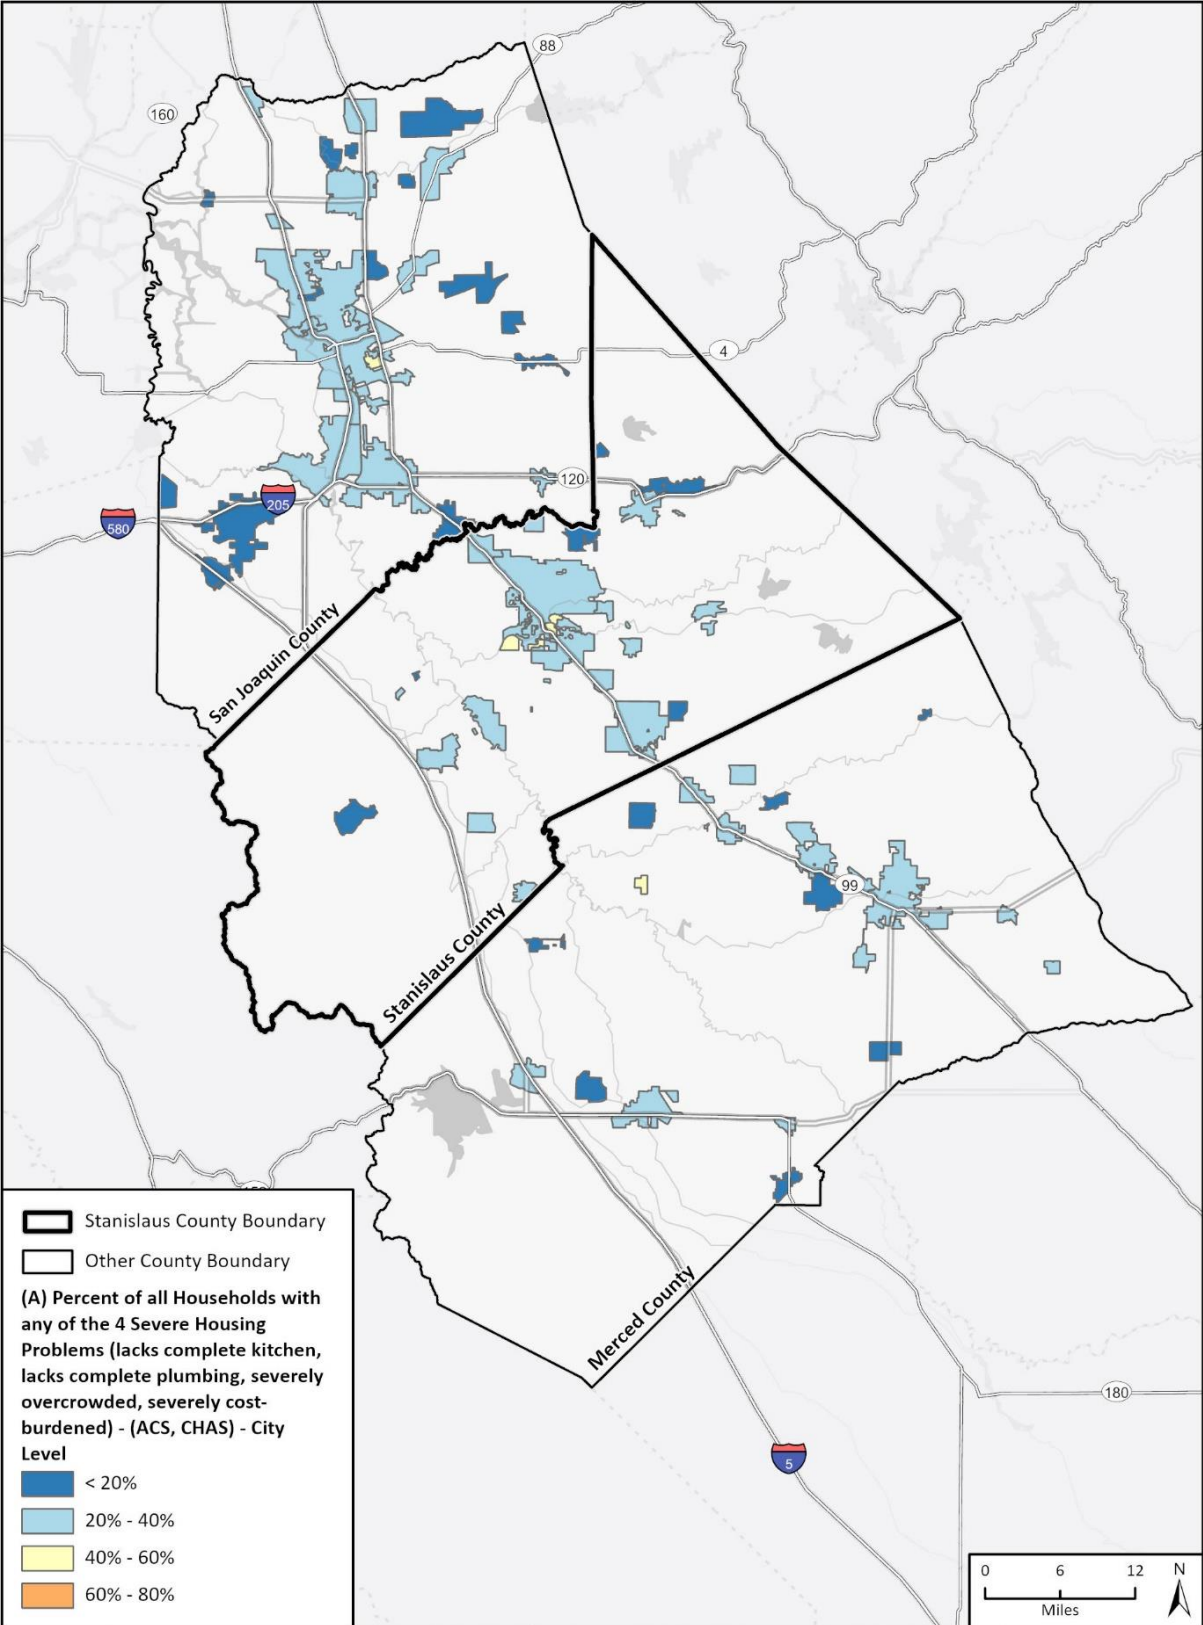 88
160
4
120
205
580
San Joaquin County
99
Stanislaus County
Merced County
180
5
Stanislaus County Boundary
Other County Boundary
(A) Percent of all Households with
any of the 4 Severe Housing
Problems (lacks complete kitchen,
lacks complete plumbing, severely
overcrowded, severely cost-
burdened) - (ACS, CHAS) - City
Level
< 20%
20% - 40%
40% - 60%
60% - 80%
0 6 12
Miles
N